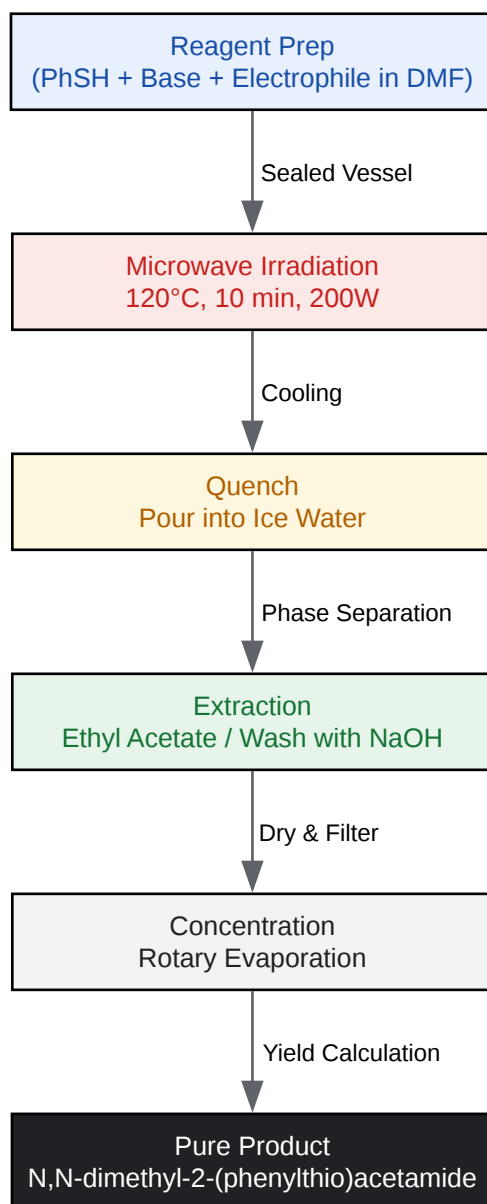 Reagent Prep
(PhSH + Base + Electrophile in DMF)
Sealed Vessel
Microwave Irradiation
120°C, 10 min, 200W
Cooling
Quench
Pour into Ice Water
Phase Separation
Extraction
Ethyl Acetate / Wash with NaOH
Dry & Filter
Concentration
Rotary Evaporation
Yield Calculation
Pure Product
N,N-dimethyl-2-(phenylthio)acetamide